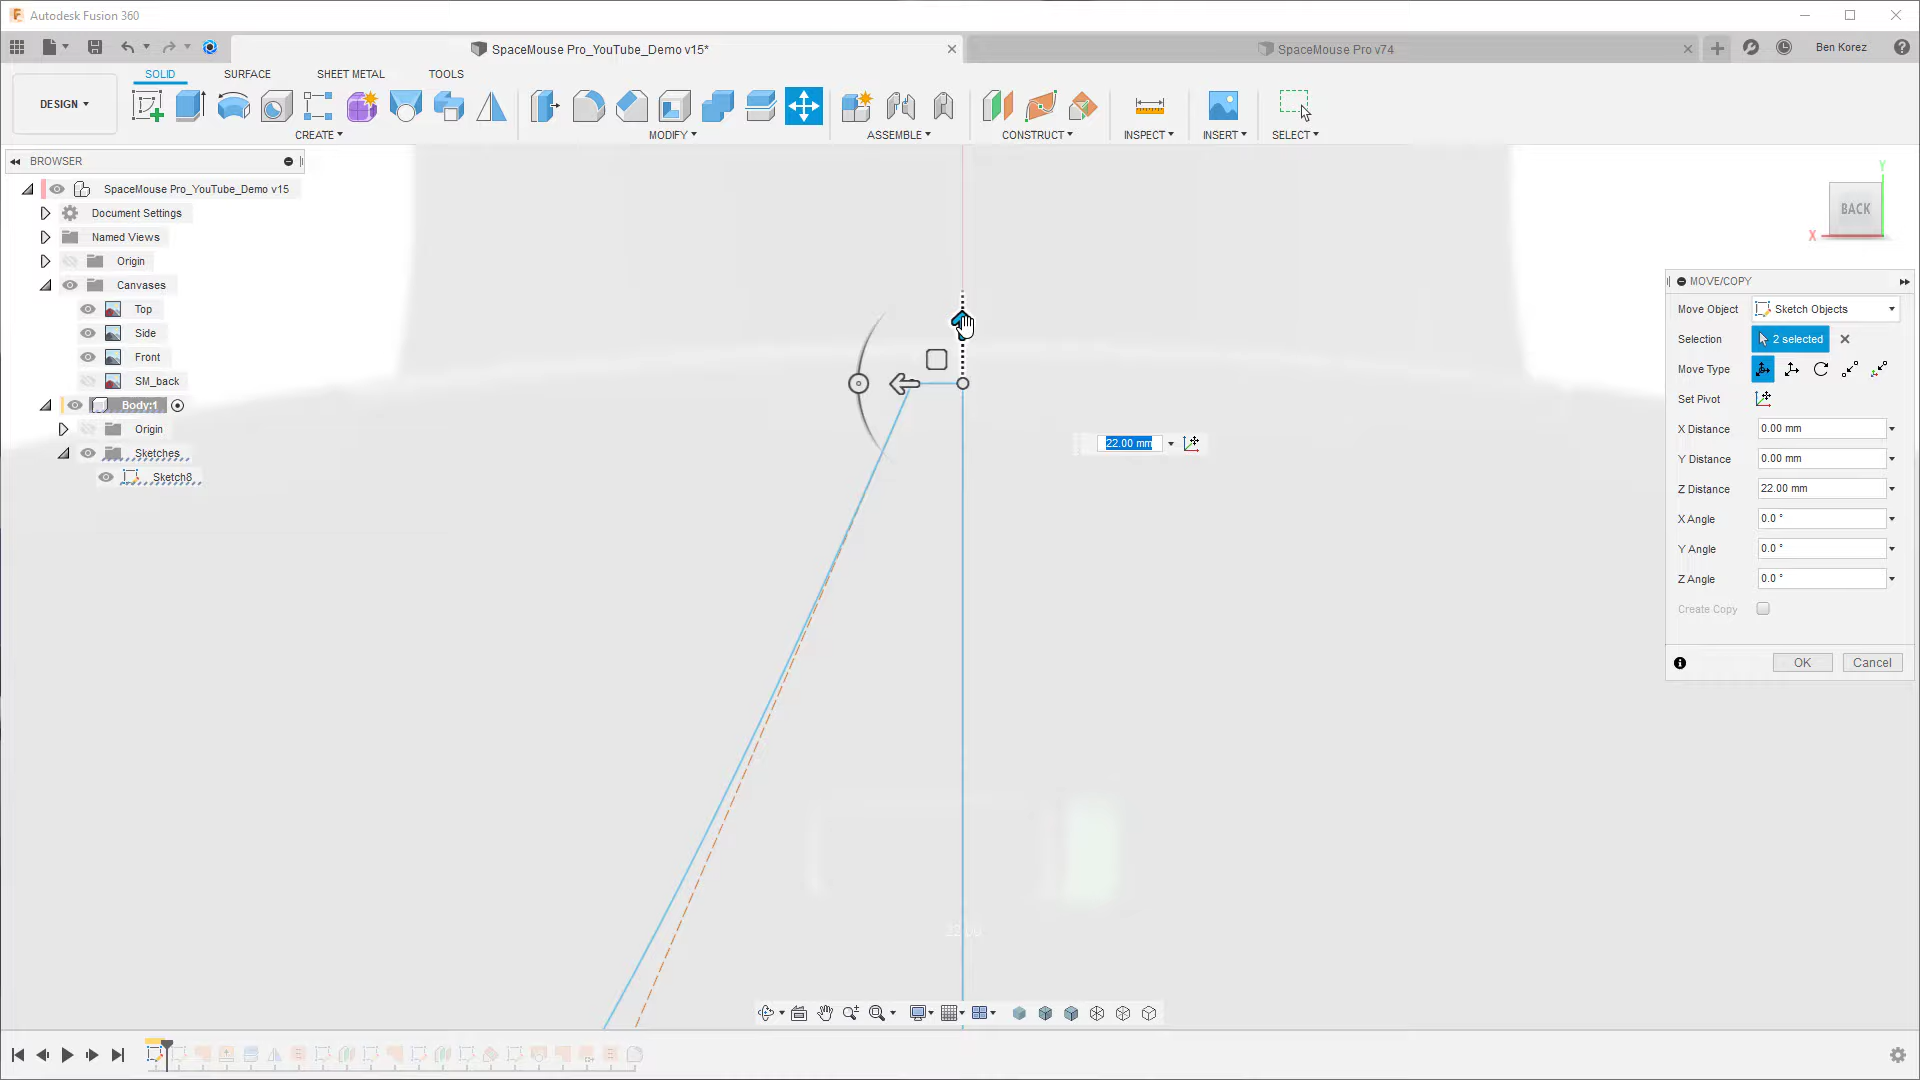 Autodesk Fusion 360
SpaceMouse Pro_YouTube_Demo v15*
SpaceMouse Pro v74
Ben Korez
SOLID
SURFACE
SHEET METAL
TOOLS
DESIGN
CREATE
MODIFY
ASSEMBLE
CONSTRUCT
INSPECT
INSERT
SELECT
BROWSER
SpaceMouse Pro_YouTube_Demo v15
Document Settings
Named Views
Origin
Canvases
Top
Side
Front
SM_back
Body:1
Origin
Sketches
Sketch8
Y
BACK
X
22.00 mm
MOVE/COPY
Move Object Sketch Objects
Selection 2 selected
Move Type
Set Pivot
X Distance 0.00 mm
Y Distance 0.00 mm
Z Distance 22.00 mm
X Angle 0.0 °
Y Angle 0.0 °
Z Angle 0.0 °
Create Copy
OK Cancel